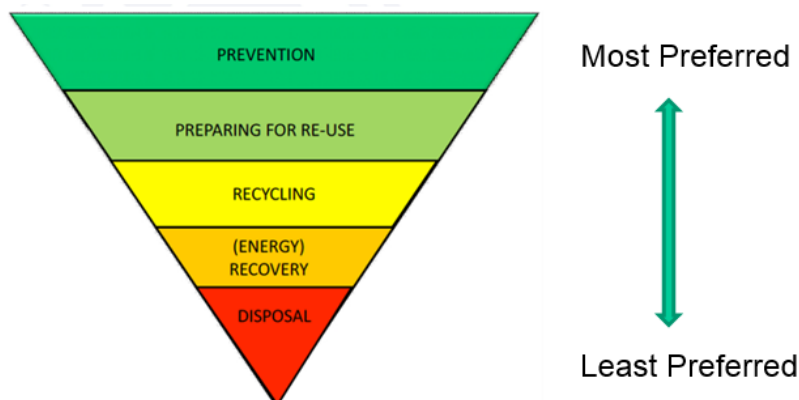 PREVENTION
Most Preferred
PREPARING FOR RE-USE
RECYCLING
(ENERGY)
RECOVERY
DISPOSAL
Least Preferred